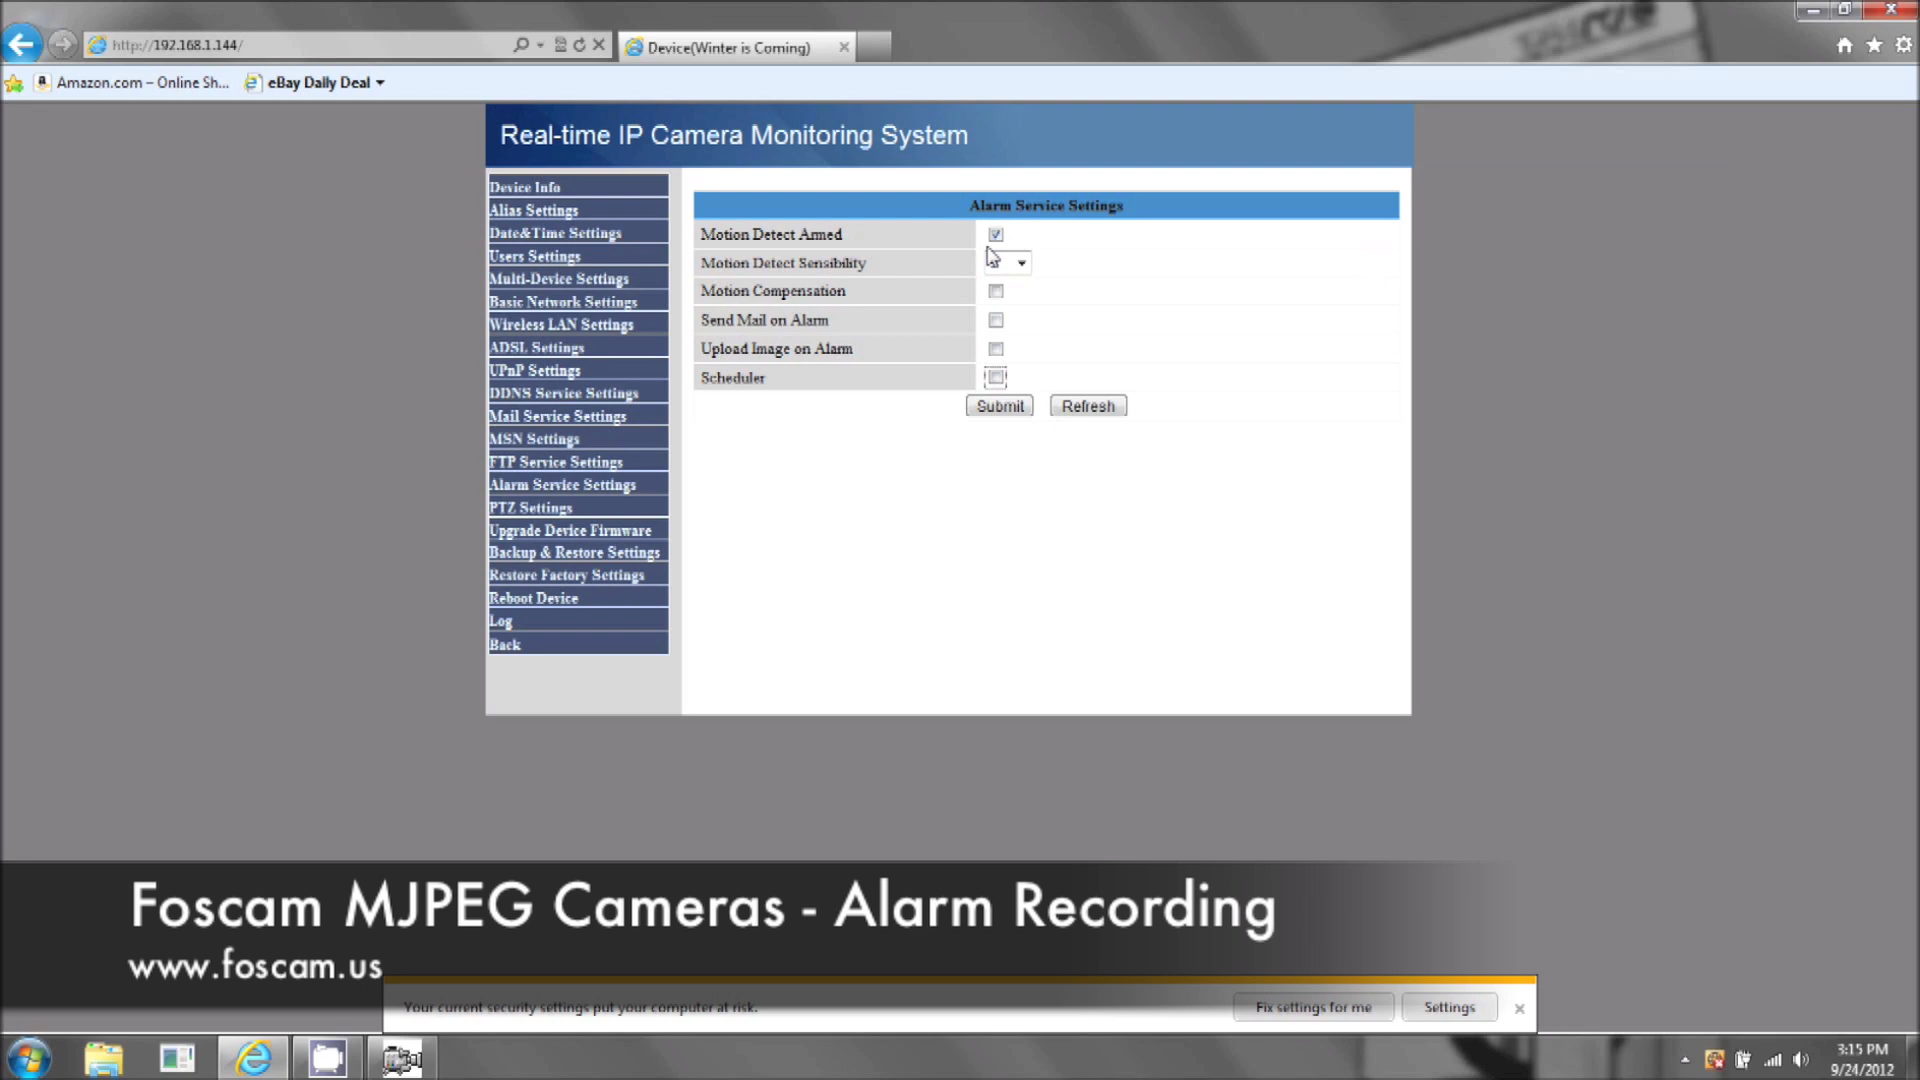 http://192.168.1.144/
Device(Winter is Coming)
Amazon.com – Online Sh...
eBay Daily Deal
Real-time IP Camera Monitoring System
Device Info
Alias Settings
Date&Time Settings
Users Settings
Multi-Device Settings
Basic Network Settings
Wireless LAN Settings
ADSL Settings
UPnP Settings
DDNS Service Settings
Mail Service Settings
MSN Settings
FTP Service Settings
Alarm Service Settings
PTZ Settings
Upgrade Device Firmware
Backup & Restore Settings
Restore Factory Settings
Reboot Device
Log
Back
Alarm Service Settings
Motion Detect Armed
Motion Detect Sensibility
Motion Compensation
Send Mail on Alarm
Upload Image on Alarm
Scheduler
Submit Refresh
Foscam MJPEG Cameras - Alarm Recording
www.foscam.us
Your current security settings put your computer at risk.
Fix settings for me
Settings
3:15 PM
9/24/2012